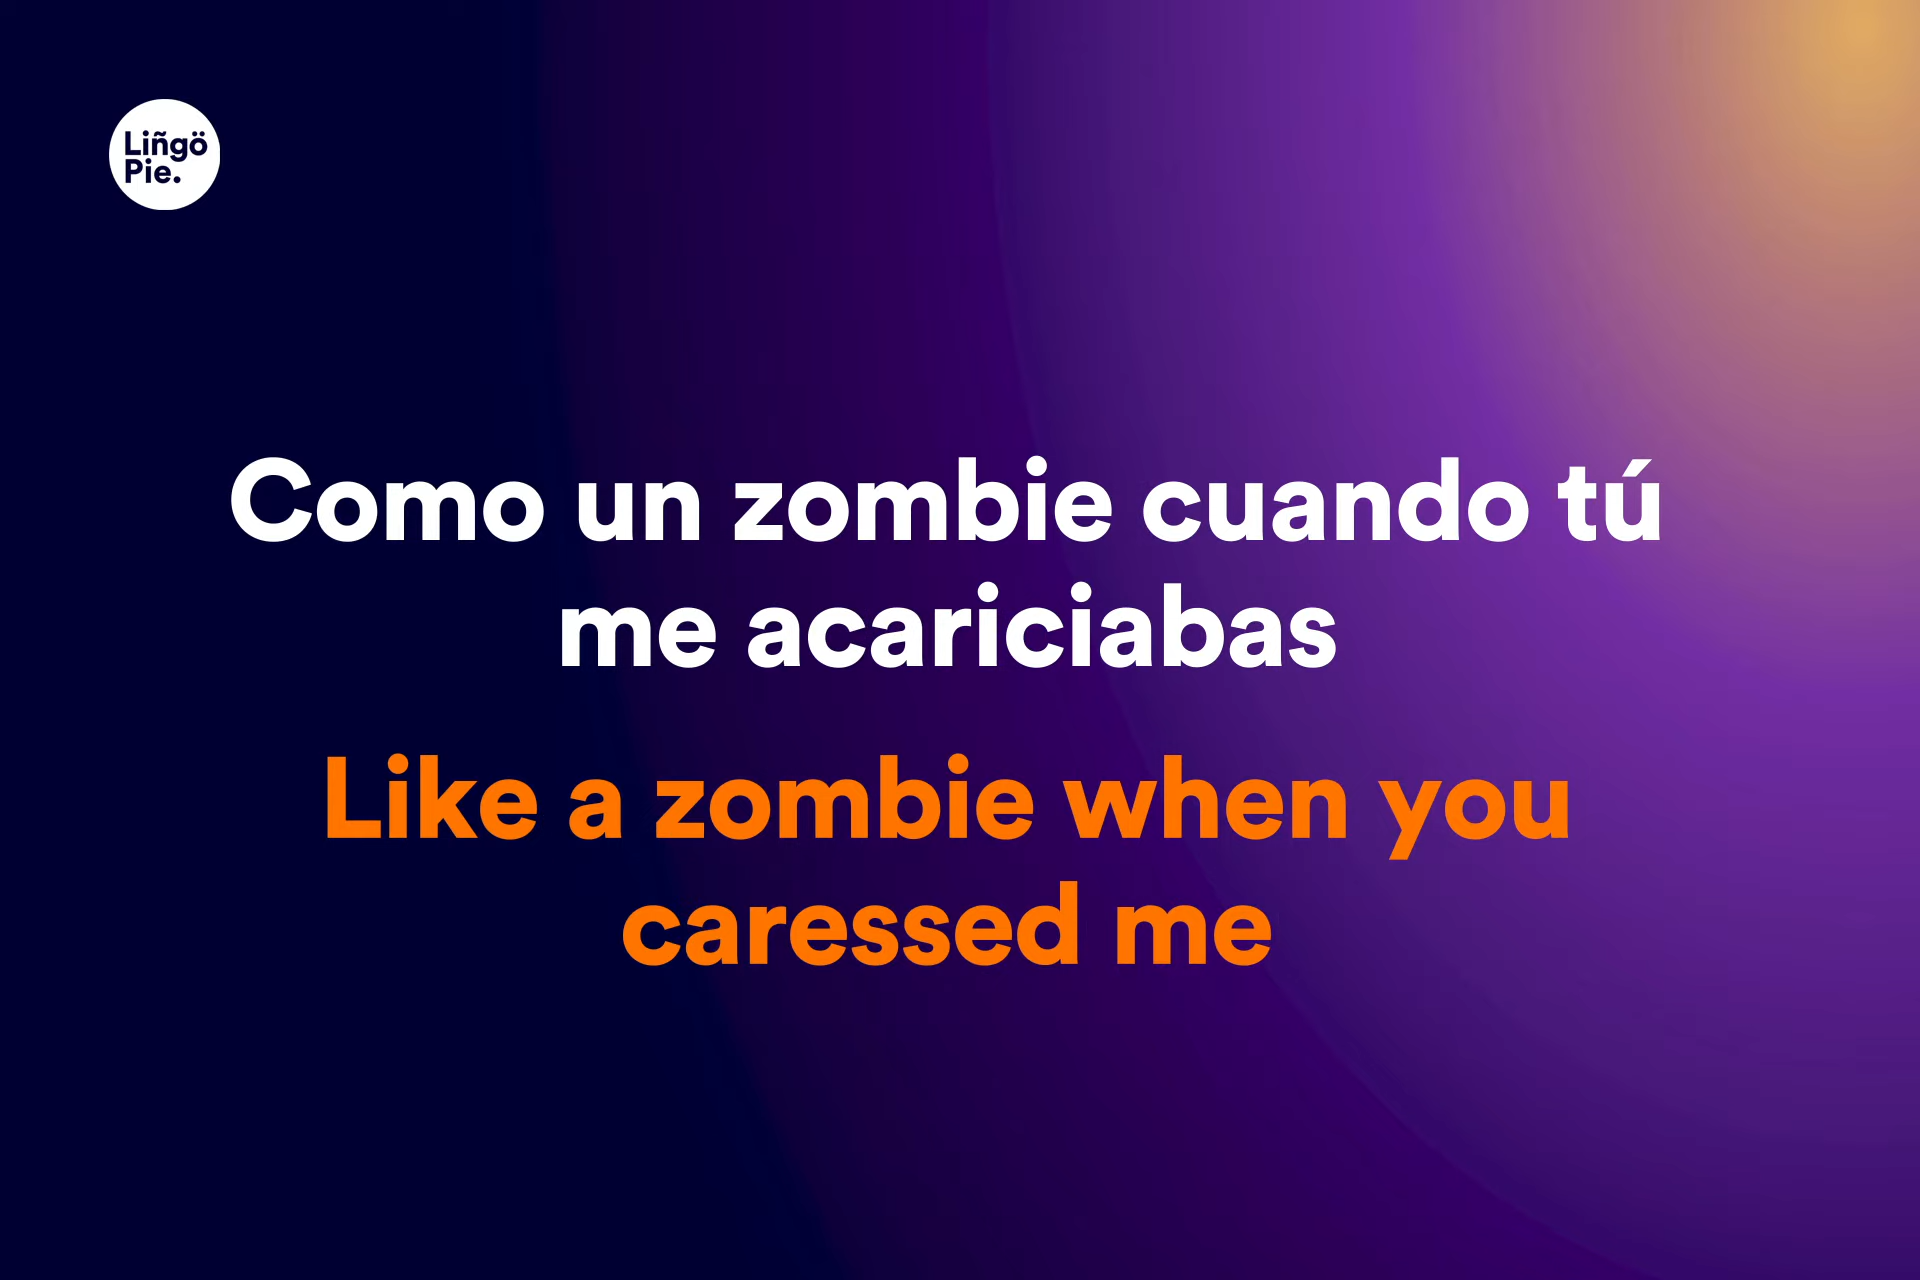 Liñgö
Pie.
Como un zombie cuando tú
me acariciabas
Like a zombie when you
caressed me